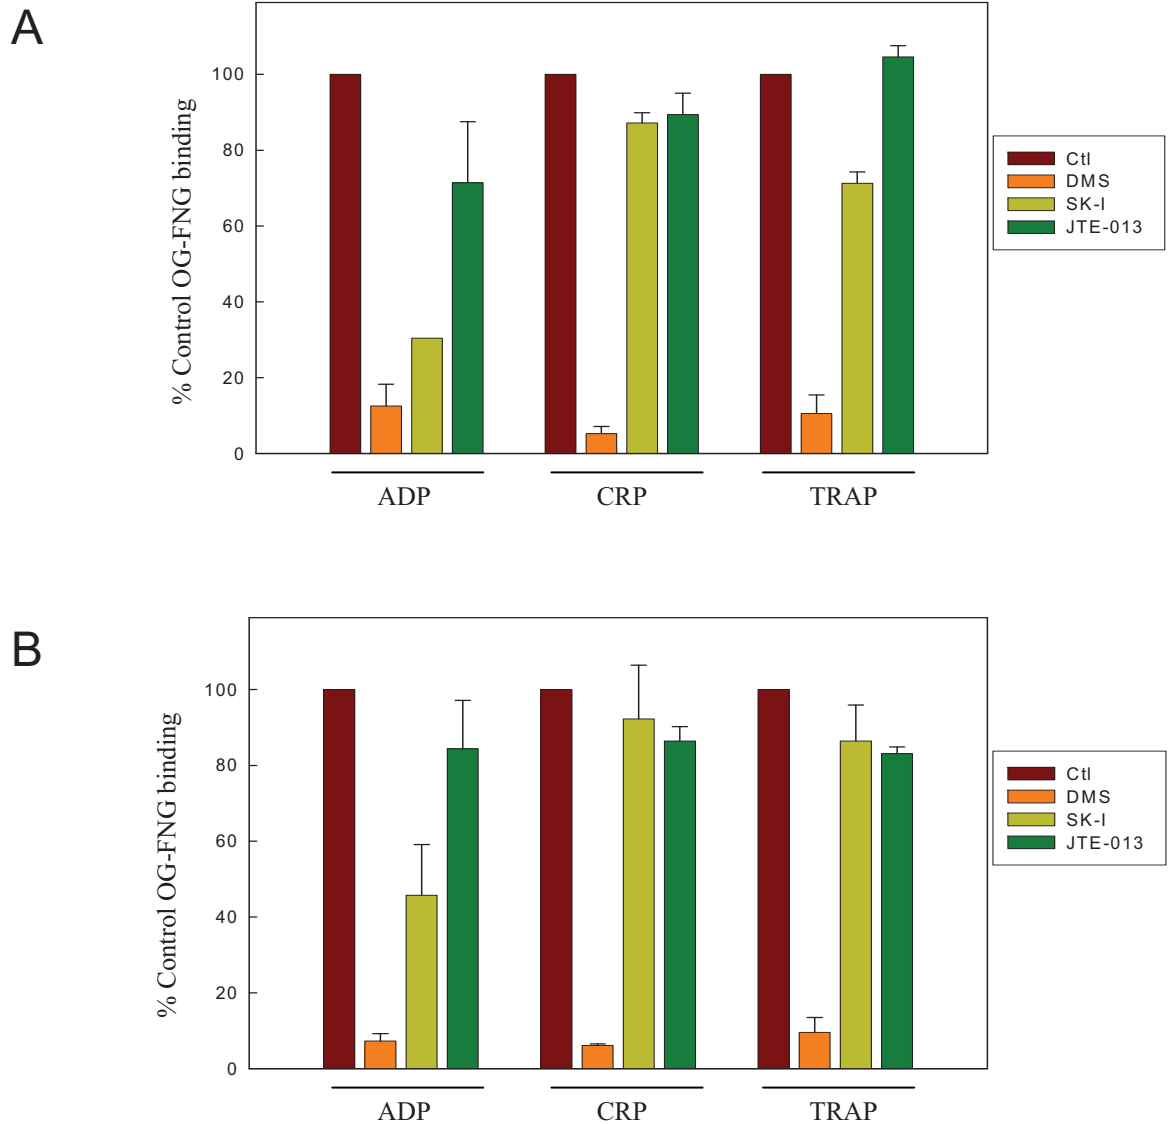 A
% Control OG-FNG binding
100
80
60
40
20
0
ADP
CRP
TRAP
Ctl
DMS
SK-I
JTE-013
B
% Control OG-FNG binding
100
80
60
40
20
0
ADP
CRP
TRAP
Ctl
DMS
SK-I
JTE-013